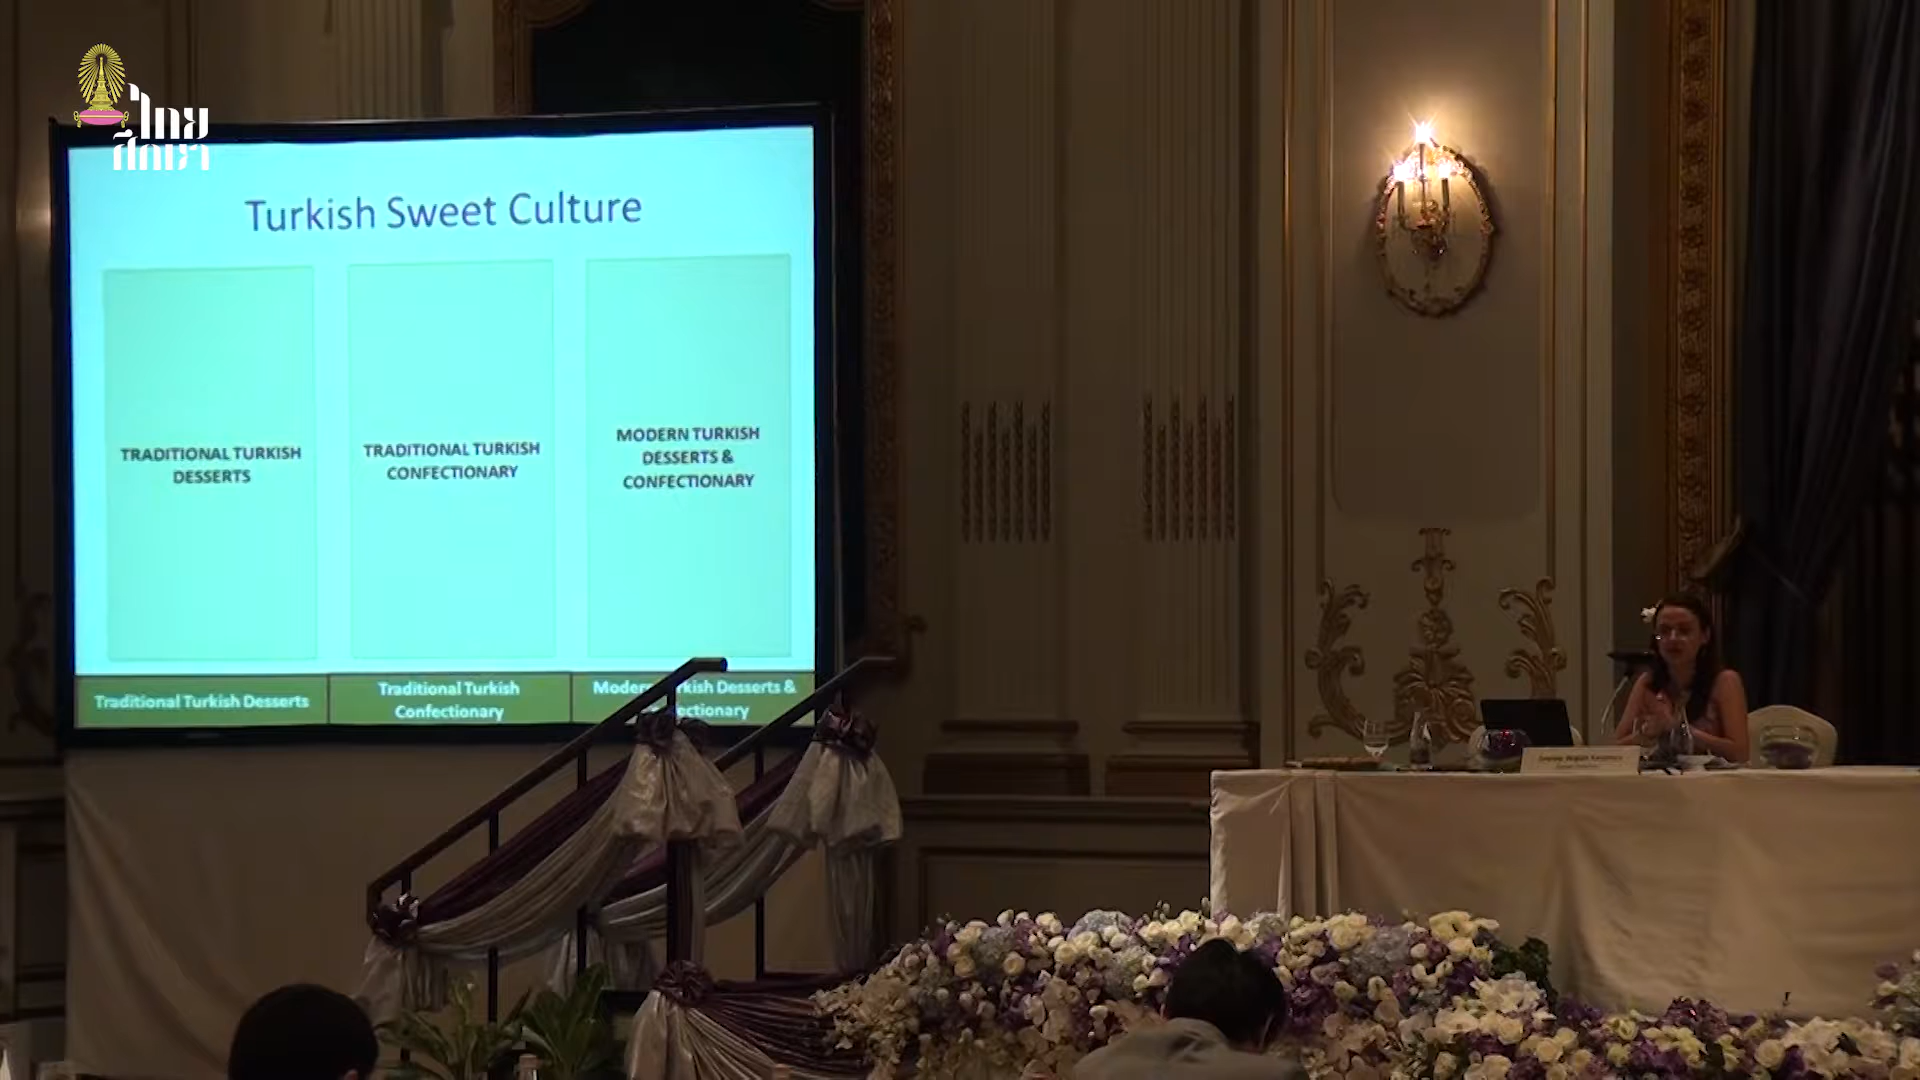 ไทย
ศึกษา
Turkish Sweet Culture
TRADITIONAL TURKISH
DESSERTS
TRADITIONAL TURKISH
CONFECTIONARY
MODERN TURKISH
DESSERTS &
CONFECTIONARY
Traditional Turkish Desserts
Traditional Turkish
Confectionary
Desserts &